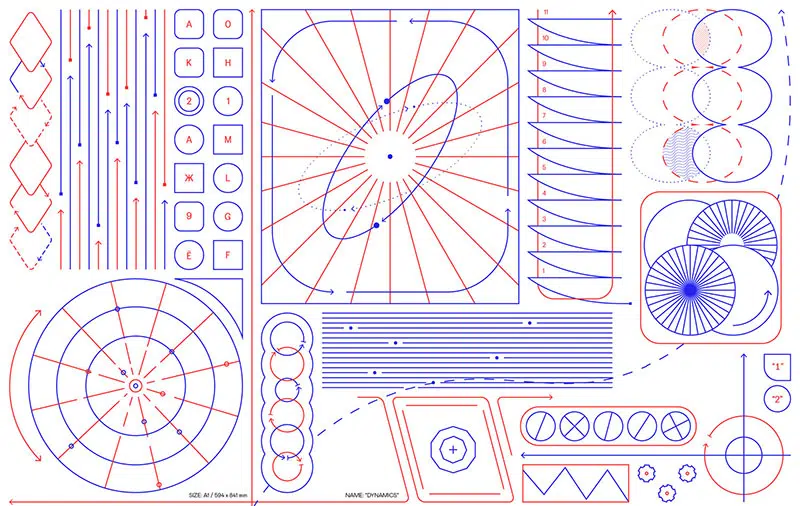 A O
K H
2 1
A M
Ж L
9 G
É F
11
10
9
8
7
6
5
4
3
2
1
"1"
"2"
SIZE: A1 / 594 x 841 mm
NAME: "DYNAMICS"